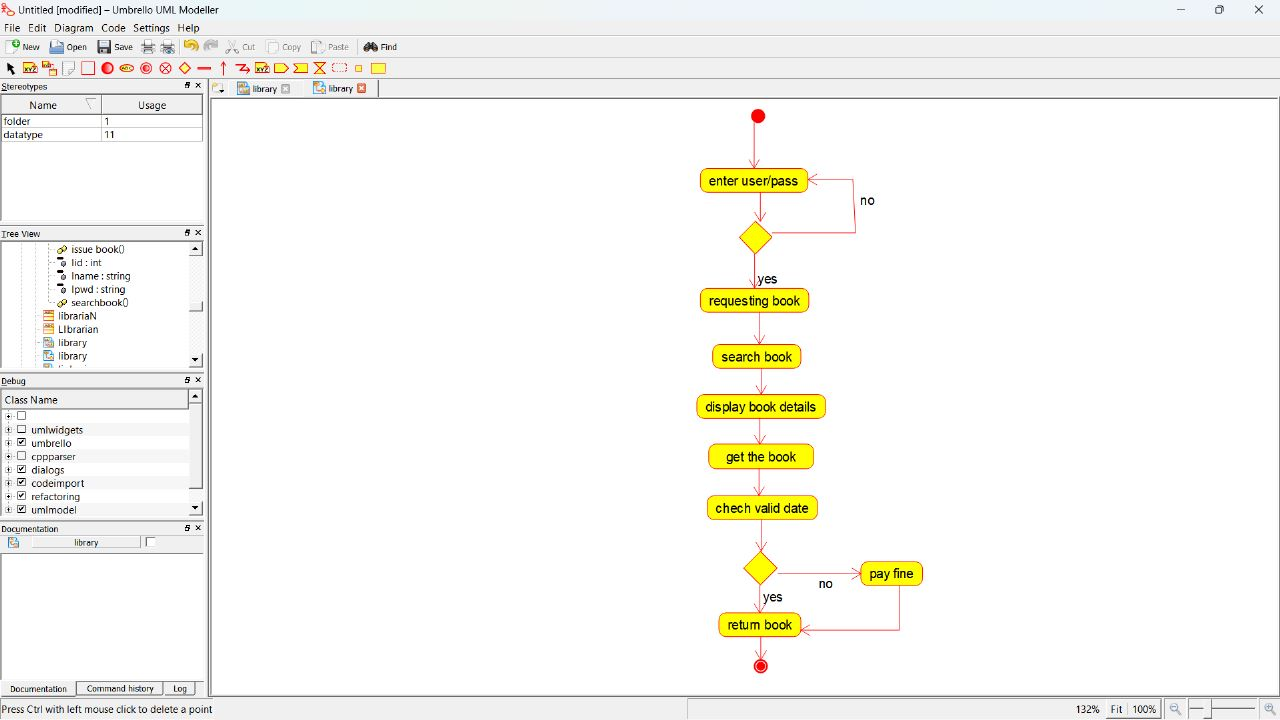 Untitled [modified] – Umbrello UML Modeller
File Edit Diagram Code Settings Help
New Open Save Cut Copy Paste Find
Stereotypes
Name Usage
folder 1
datatype 11
Tree View
issue book()
lid : int
lname : string
lpwd : string
searchbook()
librariaN
LIbrarian
library
library
Debug
Class Name
umlwidgets
umbrello
cppparser
dialogs
codeimport
refactoring
umlmodel
Documentation
library
Documentation Command history Log
Press Ctrl with left mouse click to delete a point
library library
enter user/pass
no
yes
requesting book
search book
display book details
get the book
chech valid date
pay fine
no
yes
return book
132% Fit 100%